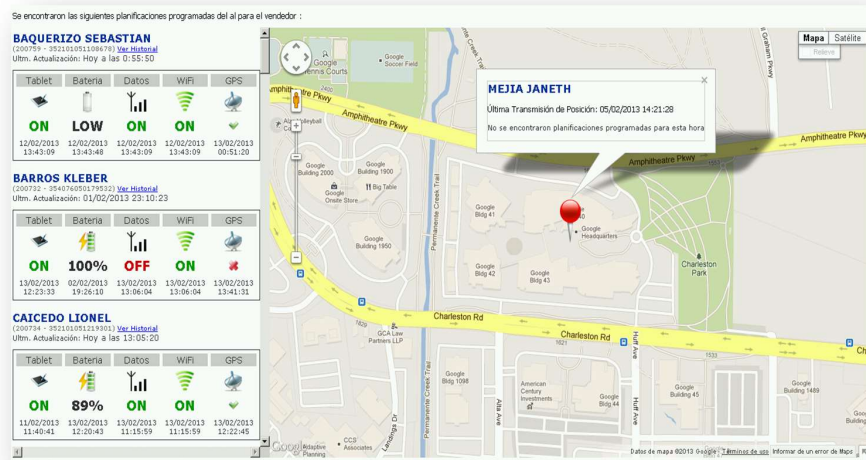 Se encontraron las siguientes planificaciones programadas del al para el vendedor :
BAQUERIZO SEBASTIAN
(200759 - 352101051108678) Ver Historial
Ultm. Actualización: Hoy a las 0:55:50
Tablet Bateria Datos WiFi GPS
ON LOW ON ON
12/02/2013 12/02/2013 12/02/2013 12/02/2013 13/02/2013
13:43:09 13:43:48 13:43:09 13:43:09 00:51:20
BARROS KLEBER
(200732 - 354076050179532) Ver Historial
Ultm. Actualización: 01/02/2013 23:10:23
Tablet Bateria Datos WiFi GPS
ON 100% OFF ON
13/02/2013 02/02/2013 13/02/2013 13/02/2013 13/02/2013
12:23:33 19:26:10 13:06:04 13:06:04 13:41:31
CAICEDO LIONEL
(200734 - 352101051219301) Ver Historial
Ultm. Actualización: Hoy a las 13:05:20
Tablet Bateria Datos WiFi GPS
ON 89% ON ON
11/02/2013 13/02/2013 13/02/2013 13/02/2013 13/02/2013
11:40:41 12:20:43 11:15:59 11:15:59 12:22:45
Mapa Satélite
Relieve
MEJIA JANETH
Última Transmisión de Posición: 05/02/2013 14:21:28
No se encontraron planificaciones programadas para esta hora
Google
Tennis Courts
Google
Soccer Field
Amphitheatre Pkwy
Amphitheatre Pkwy
Amphitheatre Pkwy
Amphitheatre Pkwy
Google
Building 2000
Google
Building 1900
Google
Onsite Store
Big Table
Google
Building 1950
Permanente Creek Trail
Google
Bldg 41
Google
Headquarters
Google
Bldg 42
Google
Bldg 43
Charleston
Park
Charleston Rd
Charleston Rd
1829
1621
1533
GCA Law
Partners LLP
Google
Bldg 1098
American
Century
Investments
Google
Bldg 44
Google
Building 45
Google
Building 1489
Huff Ave
Huff Ave
Alta Ave
Landings Dr
Permanente Creek Trail
Adaptive
Planning
CCS
Associates
Google
Datos de mapa ©2013 Google - Términos de uso Informar de un error de Maps